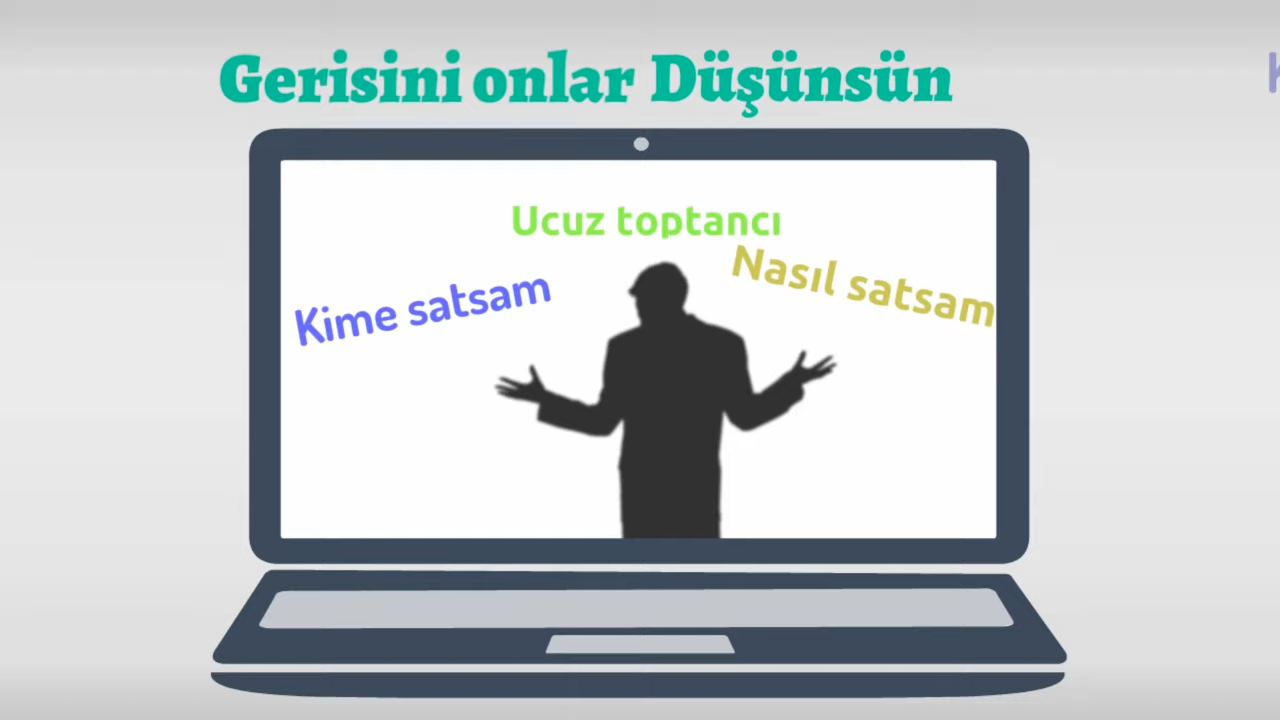 Gerisini onlar Düşünsün
Ucuz toptancı
Nasıl satsam
Kime satsam